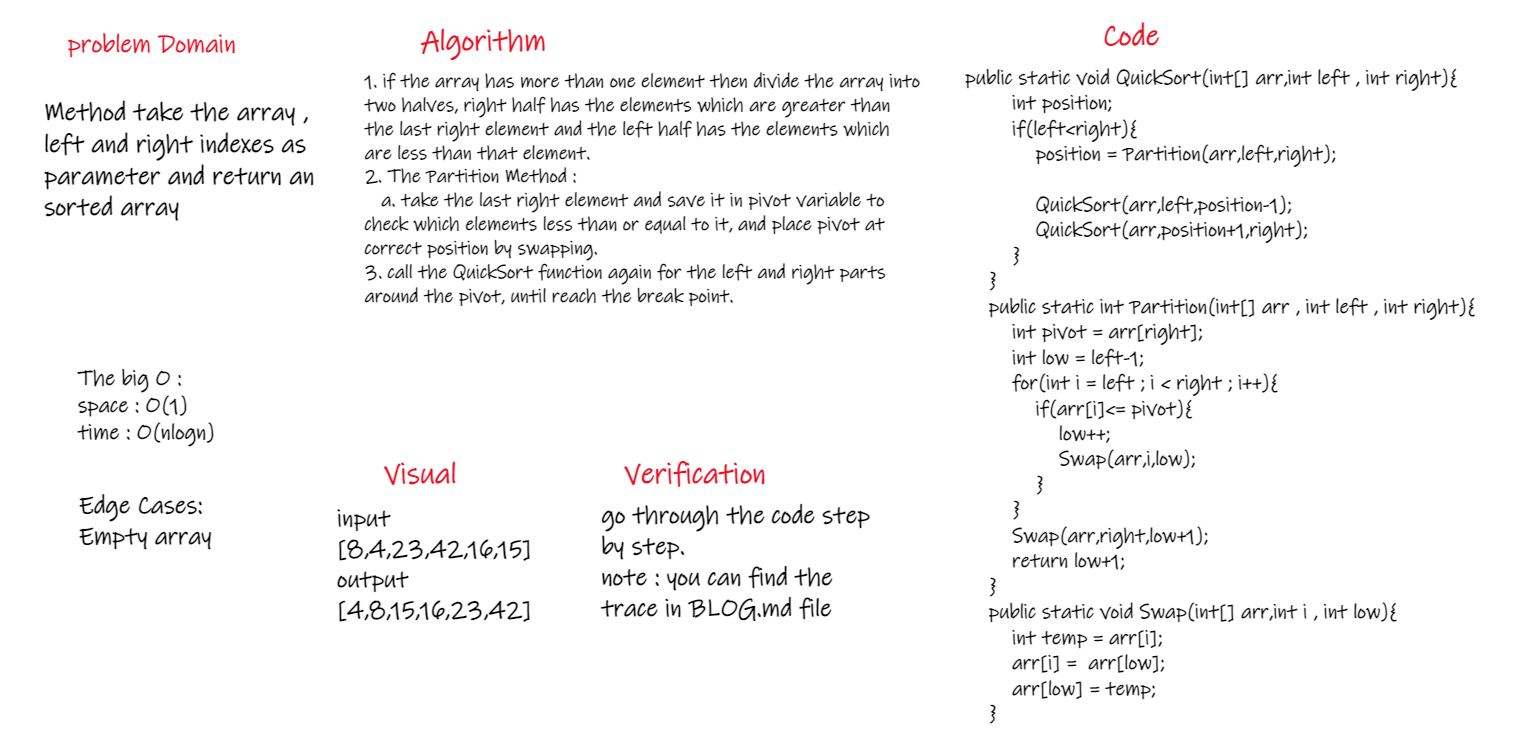 problem Domain
Method take the array ,
left and right indexes as
parameter and return an
sorted array
The big O :
space : O(1)
time : O(nlogn)
Edge Cases:
Empty array
Algorithm
1. if the array has more than one element then divide the array into
two halves, right half has the elements which are greater than
the last right element and the left half has the elements which
are less than that element.
2. The Partition Method :
a. take the last right element and save it in pivot variable to
check which elements less than or equal to it, and place pivot at
correct position by swapping.
3. call the QuickSort function again for the left and right parts
around the pivot, until reach the break point.
Visual
input
[8,4,23,42,16,15]
output
[4,8,15,16,23,42]
Verification
go through the code step
by step.
note : you can find the
trace in BLOG.md file
Code
public static void QuickSort(int[] arr,int left , int right){
int position;
if(left<right){
position = Partition(arr,left,right);
QuickSort(arr,left,position-1);
QuickSort(arr,position+1,right);
}
}
public static int Partition(int[] arr , int left , int right){
int pivot = arr[right];
int low = left-1;
for(int i = left ; i < right ; i++){
if(arr[i]<= pivot){
low++;
Swap(arr,i,low);
}
}
Swap(arr,right,low+1);
return low+1;
}
public static void Swap(int[] arr,int i , int low){
int temp = arr[i];
arr[i] =  arr[low];
arr[low] = temp;
}